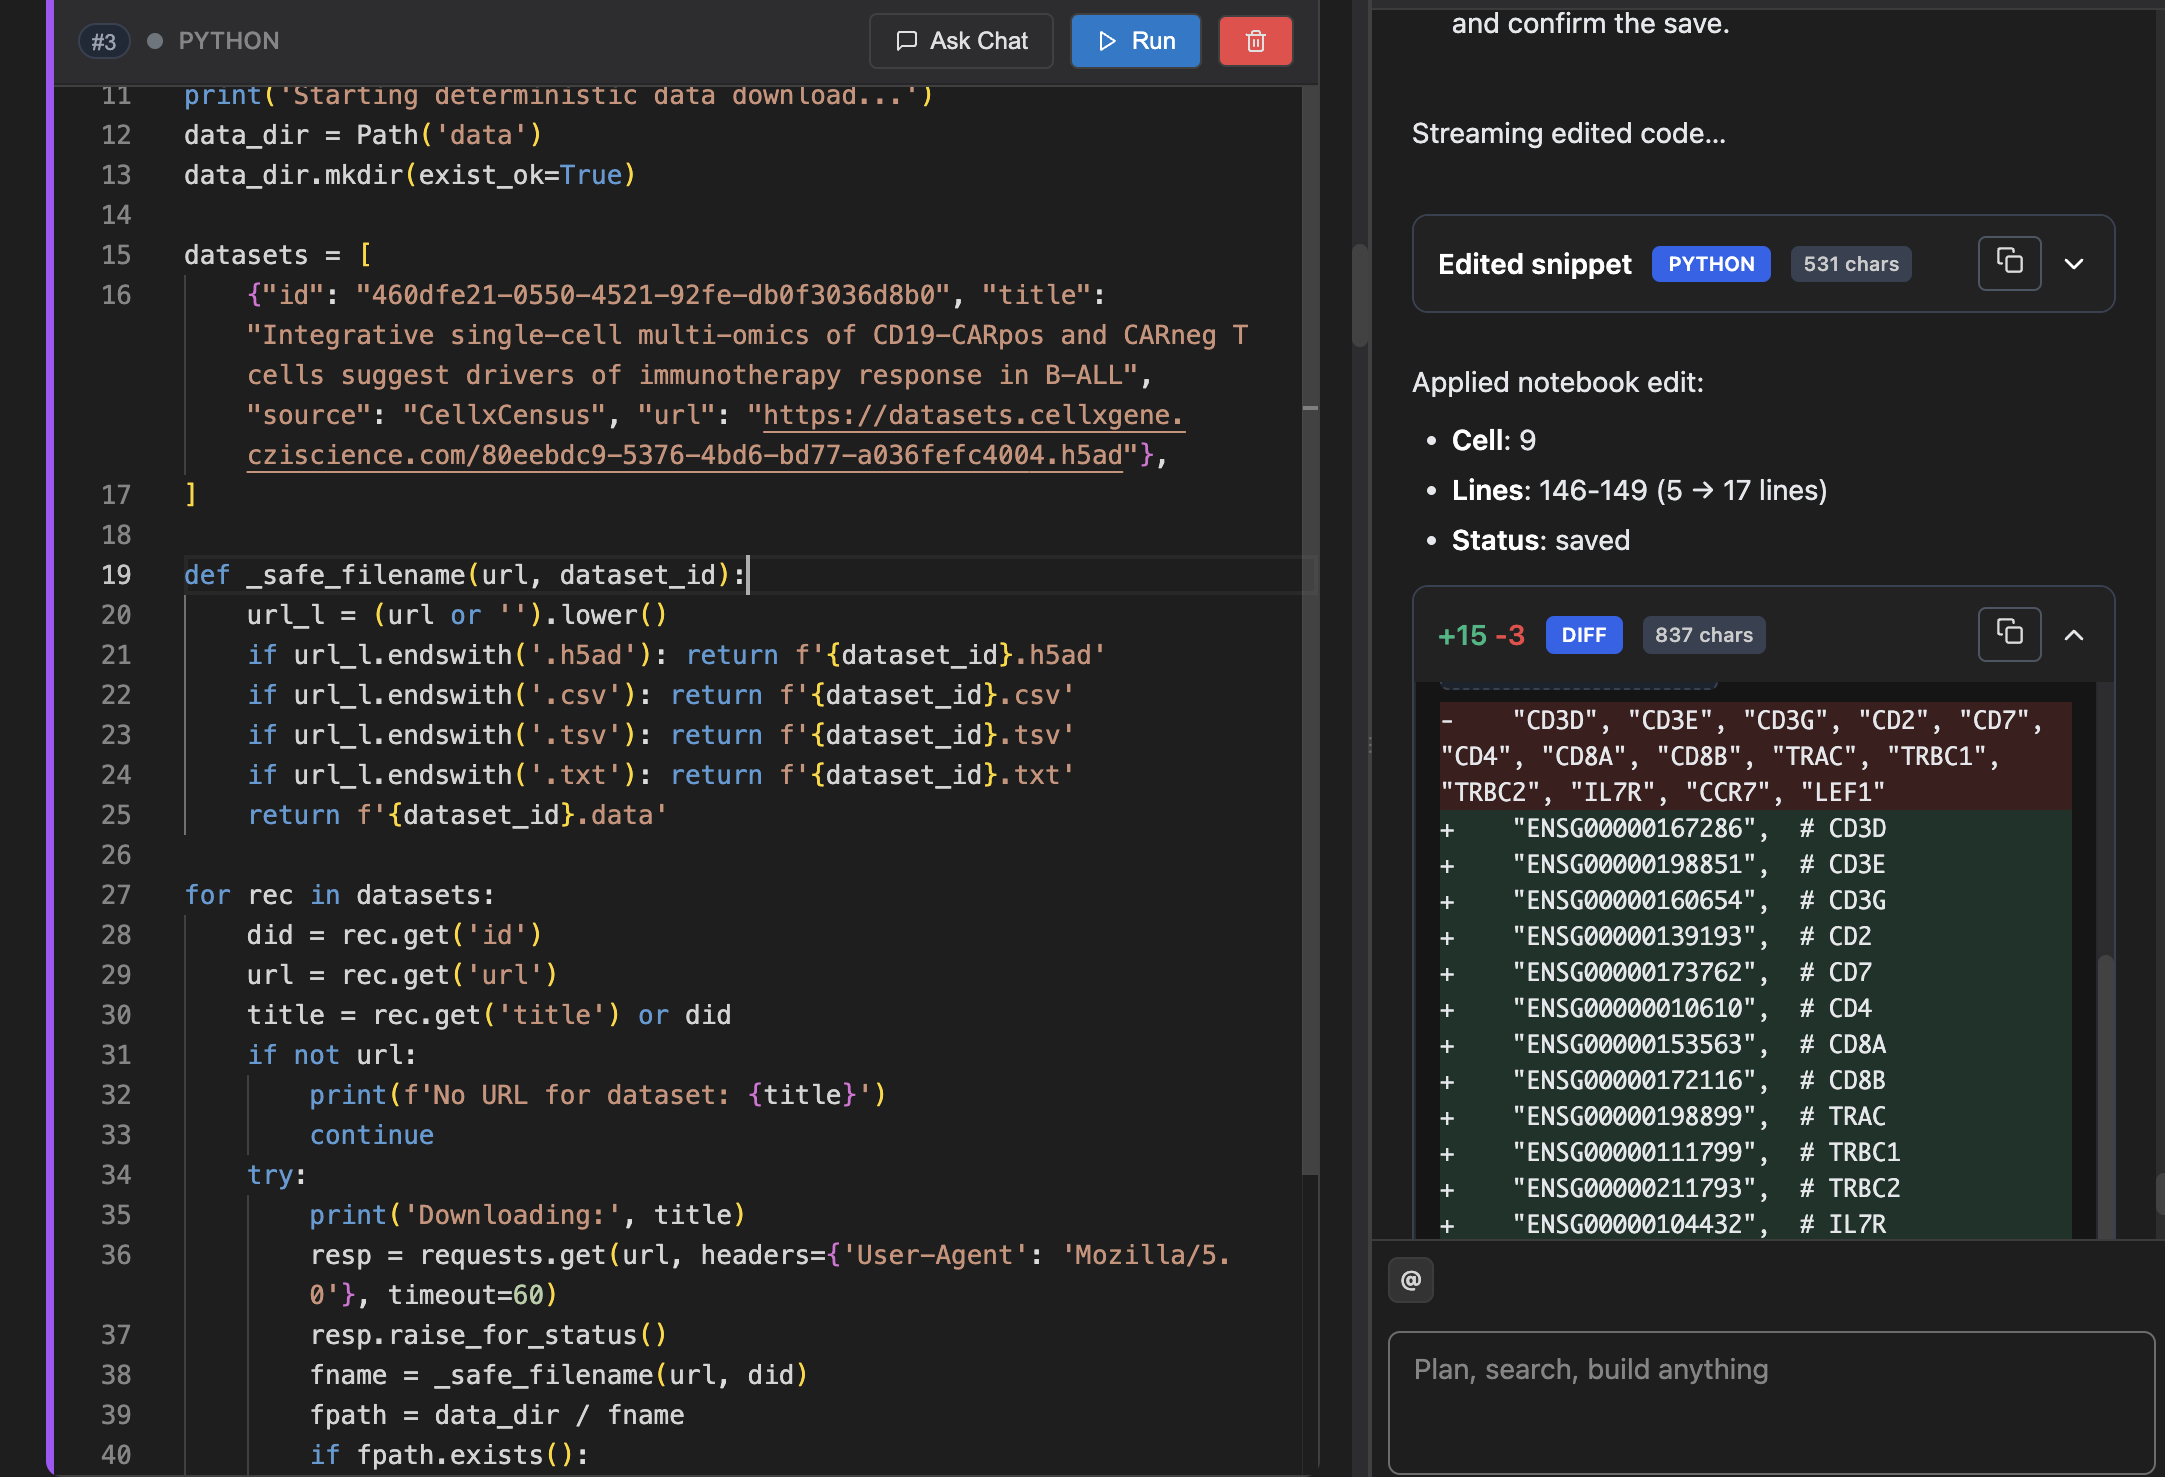 #3 PYTHON Ask Chat Run
11 print('Starting deterministic data download...')
12 data_dir = Path('data')
13 data_dir.mkdir(exist_ok=True)
14
15 datasets = [
16 {"id": "460dfe21-0550-4521-92fe-db0f3036d8b0", "title":
"Integrative single-cell multi-omics of CD19-CARpos and CARneg T
cells suggest drivers of immunotherapy response in B-ALL",
"source": "CellxCensus", "url": "https://datasets.cellxgene.
cziscience.com/80eebdc9-5376-4bd6-bd77-a036fefc4004.h5ad"},
17 ]
18
19 def _safe_filename(url, dataset_id):
20 url_l = (url or '').lower()
21 if url_l.endswith('.h5ad'): return f'{dataset_id}.h5ad'
22 if url_l.endswith('.csv'): return f'{dataset_id}.csv'
23 if url_l.endswith('.tsv'): return f'{dataset_id}.tsv'
24 if url_l.endswith('.txt'): return f'{dataset_id}.txt'
25 return f'{dataset_id}.data'
26
27 for rec in datasets:
28 did = rec.get('id')
29 url = rec.get('url')
30 title = rec.get('title') or did
31 if not url:
32 print(f'No URL for dataset: {title}')
33 continue
34 try:
35 print('Downloading:', title)
36 resp = requests.get(url, headers={'User-Agent': 'Mozilla/5.
0'}, timeout=60)
37 resp.raise_for_status()
38 fname = _safe_filename(url, did)
39 fpath = data_dir / fname
40 if fpath.exists():
and confirm the save.
Streaming edited code...
Edited snippet PYTHON 531 chars
Applied notebook edit:
• Cell: 9
• Lines: 146-149 (5 → 17 lines)
• Status: saved
+15 -3 DIFF 837 chars
- "CD3D", "CD3E", "CD3G", "CD2", "CD7",
"CD4", "CD8A", "CD8B", "TRAC", "TRBC1",
"TRBC2", "IL7R", "CCR7", "LEF1"
+ "ENSG00000167286", # CD3D
+ "ENSG00000198851", # CD3E
+ "ENSG00000160654", # CD3G
+ "ENSG00000139193", # CD2
+ "ENSG00000173762", # CD7
+ "ENSG00000010610", # CD4
+ "ENSG00000153563", # CD8A
+ "ENSG00000172116", # CD8B
+ "ENSG00000198899", # TRAC
+ "ENSG00000111799", # TRBC1
+ "ENSG00000211793", # TRBC2
+ "ENSG00000104432", # IL7R
@
Plan, search, build anything